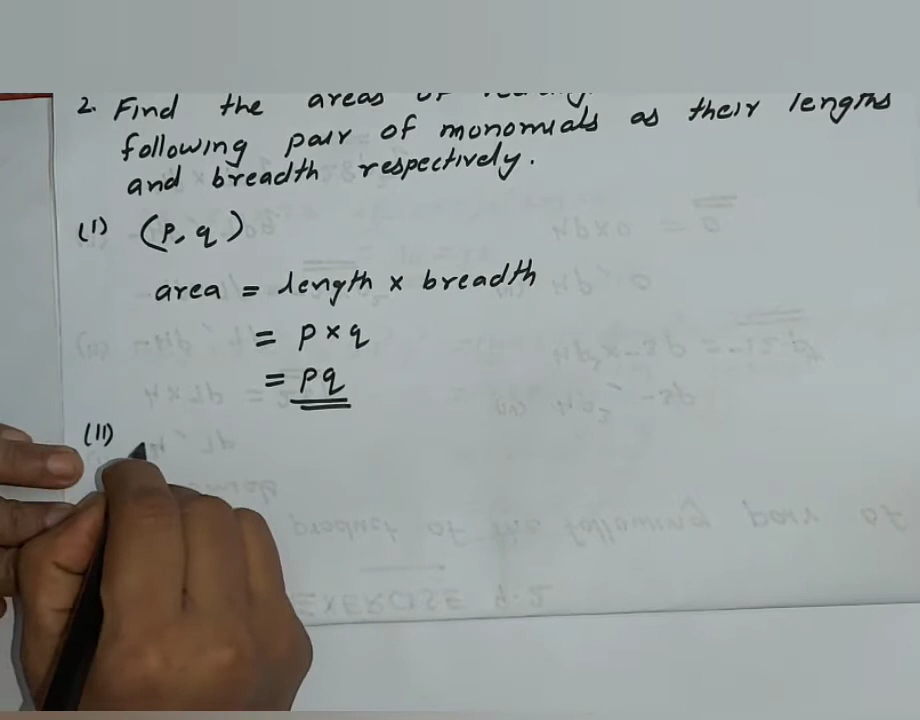 2. Find the areas of
following pair of monomials as their lengths
and breadth respectively.
(I) (p, q)
area = length × breadth
= p × q
= pq
(II)